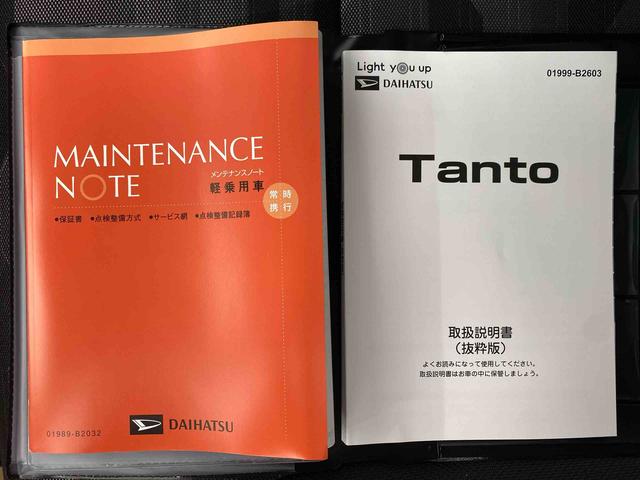 MAINTENANCE
NOTE
メンテナンスノート
軽乗用車
常時
携行
●保証書 ●点検整備方式 ●サービス網 ●点検整備記録簿
DAIHATSU
01989-B2032
Light you up
DAIHATSU
01999-B2603
Tanto
取扱説明書
（抜粋版）
よくお読みになって使用してください。
取扱説明書はお車の中に保管しましょう。